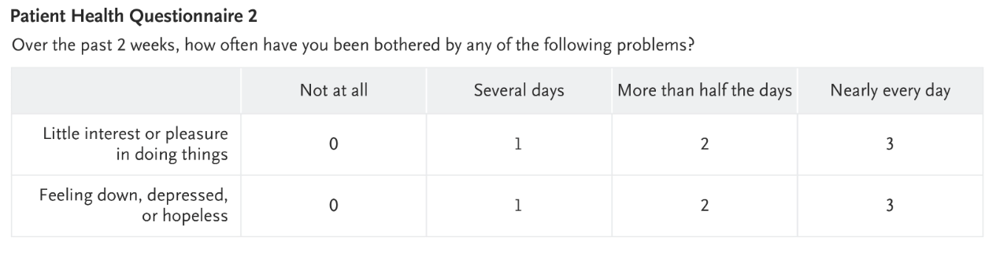 Patient Health Questionnaire 2
Over the past 2 weeks, how often have you been bothered by any of the following problems?
Not at all Several days More than half the days Nearly every day
Little interest or pleasure
in doing things
0 1 2 3
Feeling down, depressed,
or hopeless
0 1 2 3